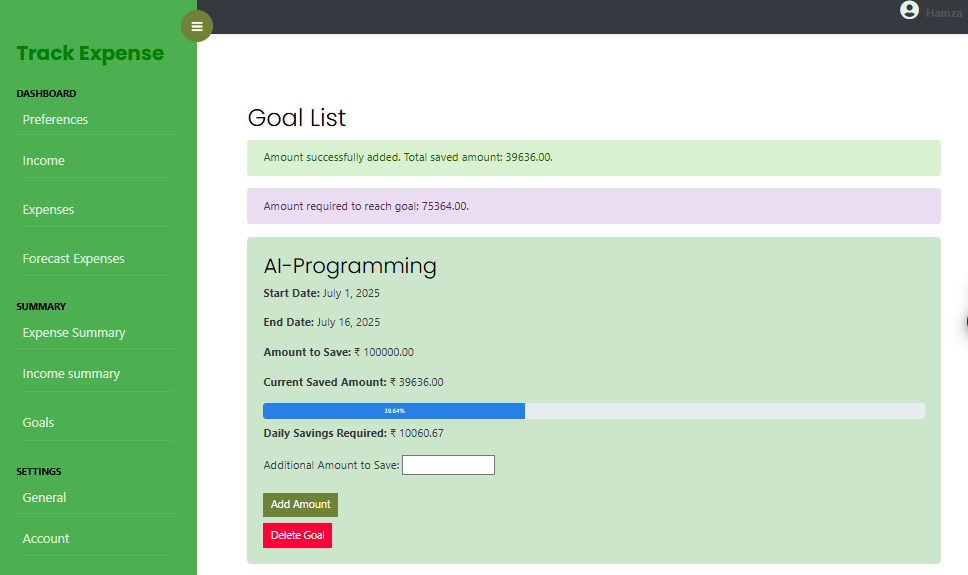 Hamza
Track Expense
DASHBOARD
Preferences
Income
Expenses
Forecast Expenses
SUMMARY
Expense Summary
Income summary
Goals
SETTINGS
General
Account
Goal List
Amount successfully added. Total saved amount: 39636.00.
Amount required to reach goal: 75364.00.
AI-Programming
Start Date: July 1, 2025
End Date: July 16, 2025
Amount to Save: ₹ 100000.00
Current Saved Amount: ₹ 39636.00
39.64%
Daily Savings Required: ₹ 10060.67
Additional Amount to Save:
Add Amount
Delete Goal